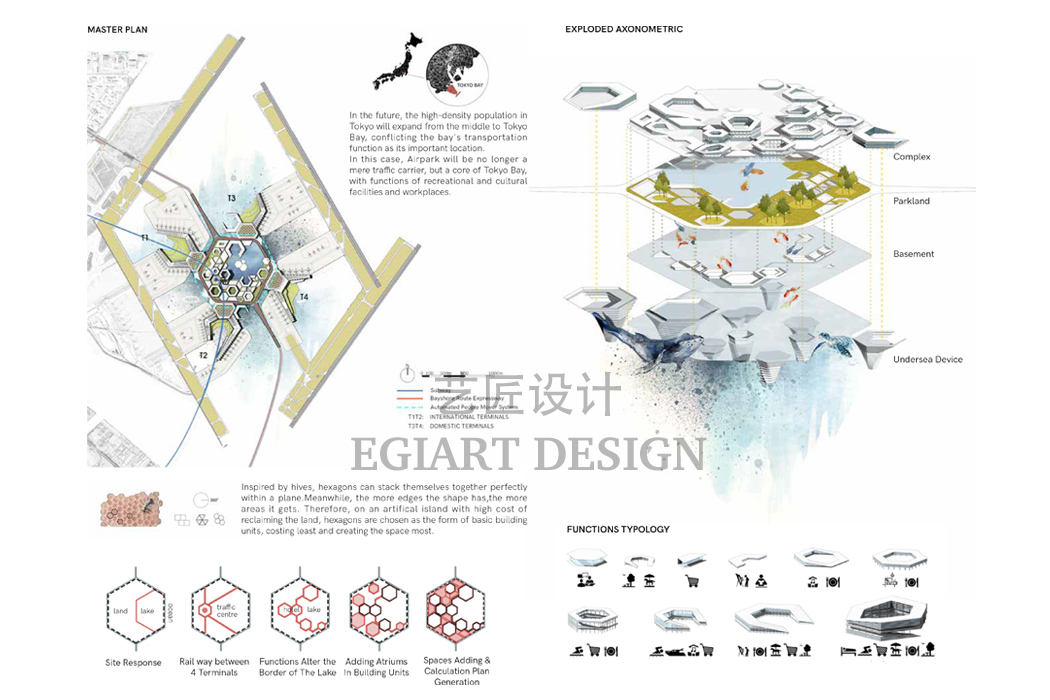 MASTER PLAN
TOKYO BAY
In the future, the high-density population in
Tokyo will expand from the middle to Tokyo
Bay, conflicting the bay's transportation
function as its important location.
In this case, Airpark will be no longer a
mere traffic carrier, but a core of Tokyo Bay,
with functions of recreational and cultural
facilities and workplaces.
T3
T1
T4
T2
Subway
Bayshore Route Expressway
Automated People Mover System
T1T2: INTERNATIONAL TERMINALS
T3T4: DOMESTIC TERMINALS
EXPLODED AXONOMETRIC
Complex
Parkland
Basement
Undersea Device
艺匠设计
EGIART DESIGN
360°
Inspired by hives, hexagons can stack themselves together perfectly
within a plane.Meanwhile, the more edges the shape has,the more
areas it gets. Therefore, on an artifical island with high cost of
reclaiming the land, hexagons are chosen as the form of basic building
units, costing least and creating the space most.
land
lake
ocean
traffic
centre
hotel
lake
Site Response
Rail way between
4 Terminals
Functions Alter the
Border of The Lake
Adding Atriums
In Building Units
Spaces Adding &
Calculation Plan
Generation
FUNCTIONS TYPOLOGY